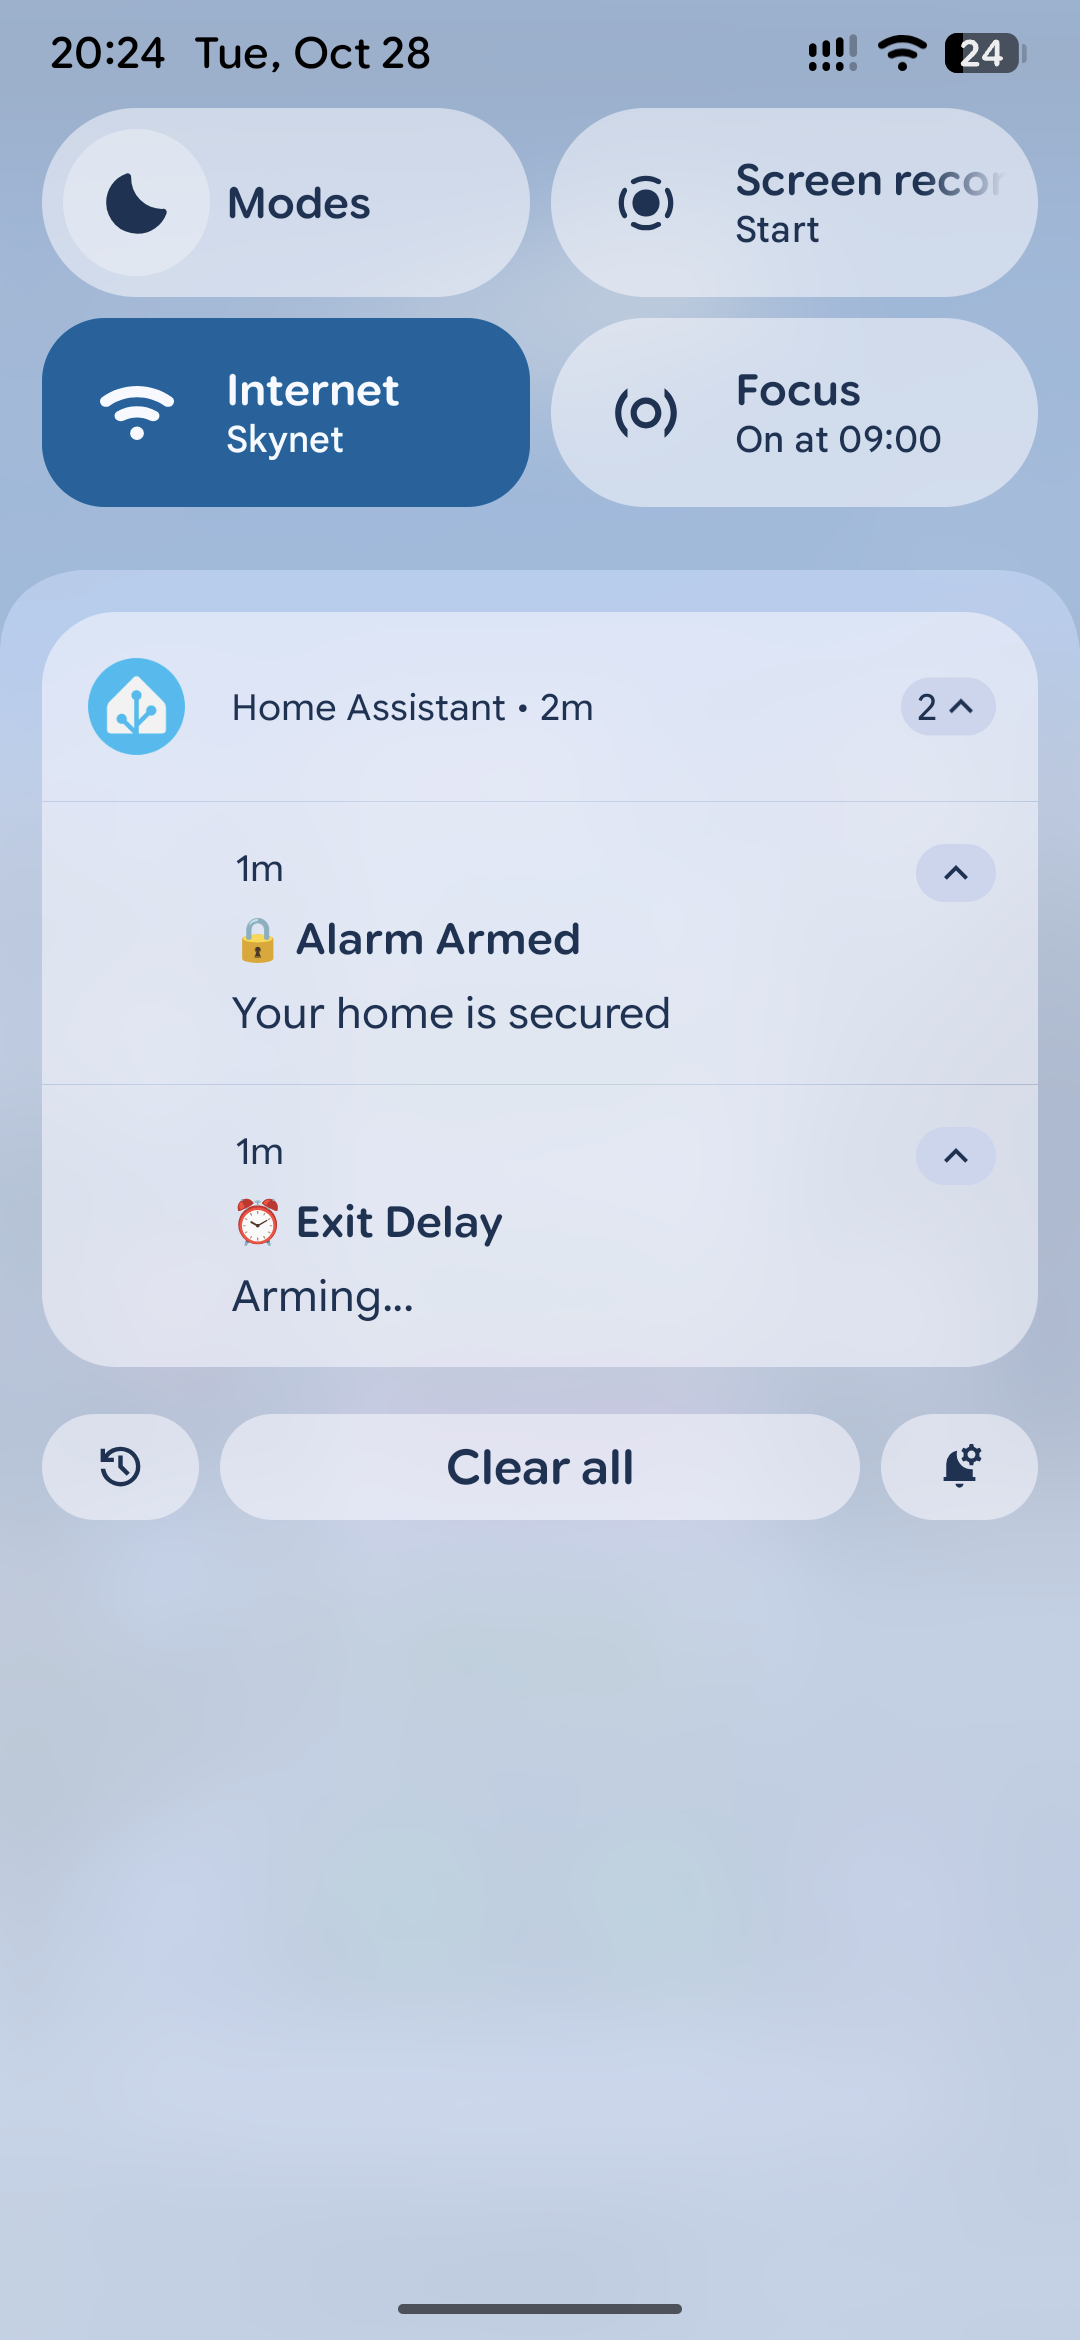 20:24 Tue, Oct 28
24
Modes
Screen recor
Start
Internet
Skynet
Focus
On at 09:00
Home Assistant • 2m
2
1m
🔒 Alarm Armed
Your home is secured
1m
⏰ Exit Delay
Arming...
Clear all